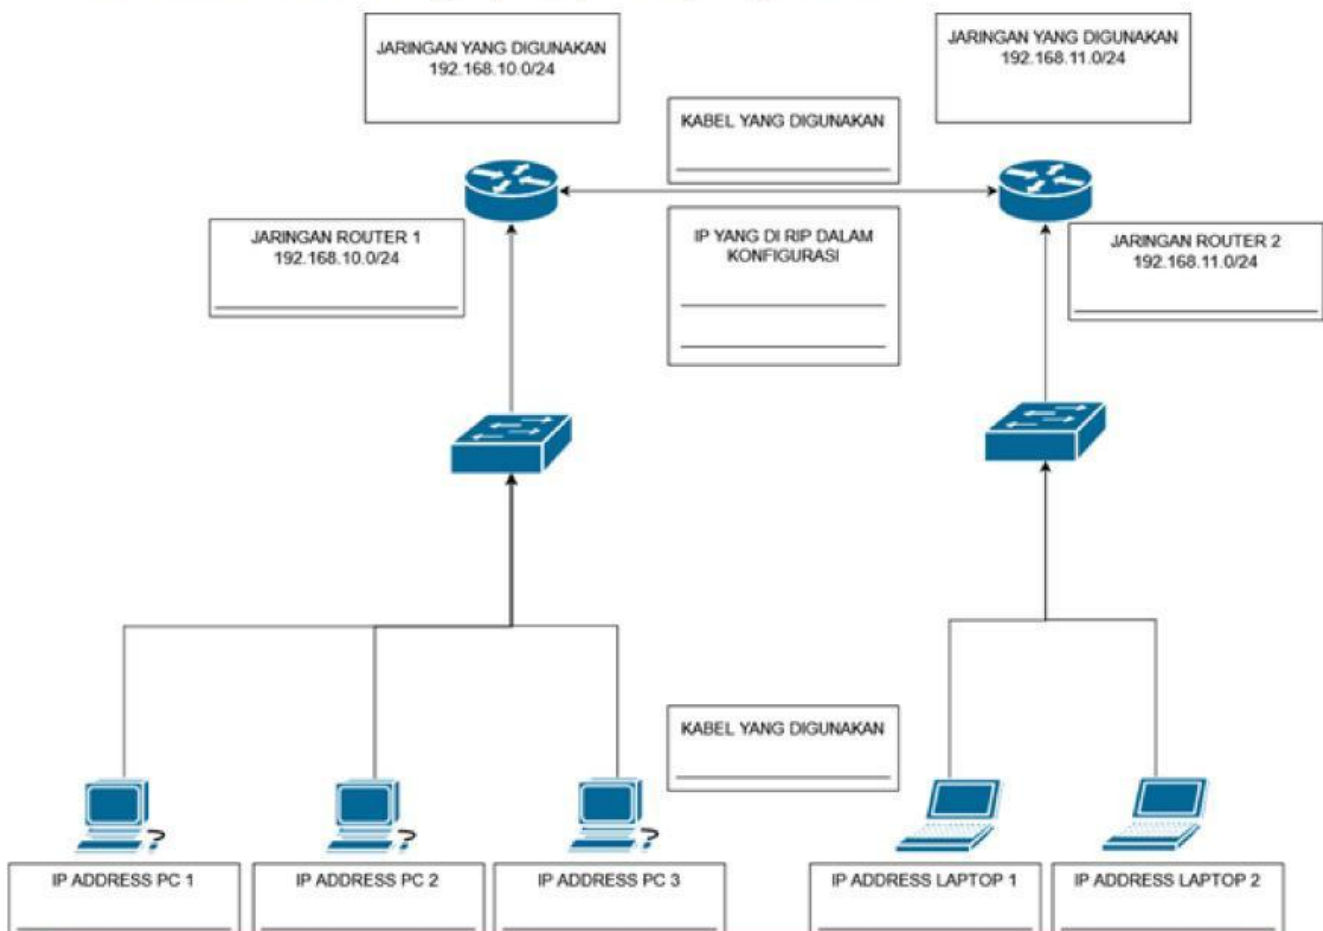 JARINGAN YANG DIGUNAKAN
192.168.10.0/24
JARINGAN YANG DIGUNAKAN
192.168.11.0/24
KABEL YANG DIGUNAKAN
JARINGAN ROUTER 1
192.168.10.0/24
IP YANG DI RIP DALAM
KONFIGURASI
JARINGAN ROUTER 2
192.168.11.0/24
KABEL YANG DIGUNAKAN
IP ADDRESS PC 1
IP ADDRESS PC 2
IP ADDRESS PC 3
IP ADDRESS LAPTOP 1
IP ADDRESS LAPTOP 2